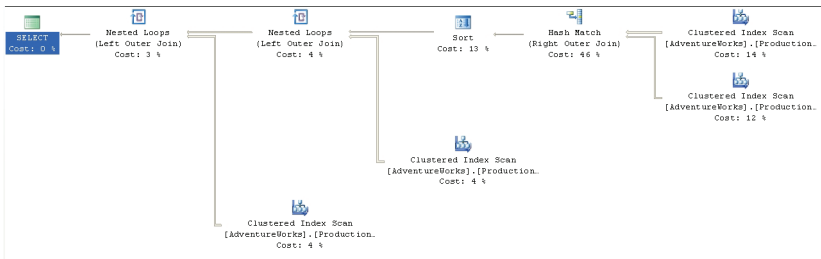 SELECT
Cost: 0 %
Nested Loops
(Left Outer Join)
Cost: 3 %
Nested Loops
(Left Outer Join)
Cost: 4 %
Sort
Cost: 13 %
Hash Match
(Right Outer Join)
Cost: 46 %
Clustered Index Scan
[AdventureWorks].[Production…
Cost: 14 %
Clustered Index Scan
[AdventureWorks].[Production…
Cost: 12 %
Clustered Index Scan
[AdventureWorks].[Production…
Cost: 4 %
Clustered Index Scan
[AdventureWorks].[Production…
Cost: 4 %